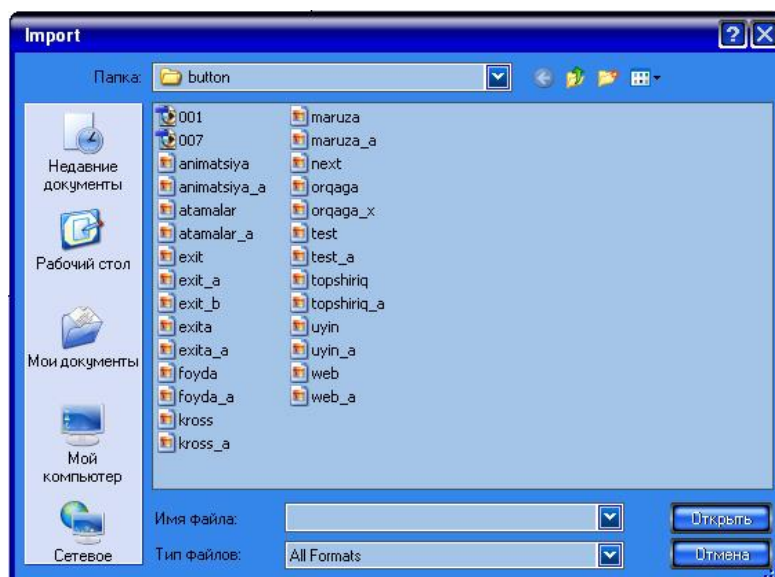 Import
Папка: button
001
007
animatsiya
animatsiya_a
atamalar
atamalar_a
exit
exit_a
exit_b
exita
exita_a
foyda
foyda_a
kross
kross_a
maruza
maruza_a
next
orqaga
orqaga_x
test
test_a
topshiriq
topshiriq_a
uyin
uyin_a
web
web_a
Недавние
документы
Рабочий стол
Мои документы
Мой
компьютер
Сетевое
Имя файла:
Открыть
Тип файлов: All Formats
Отмена